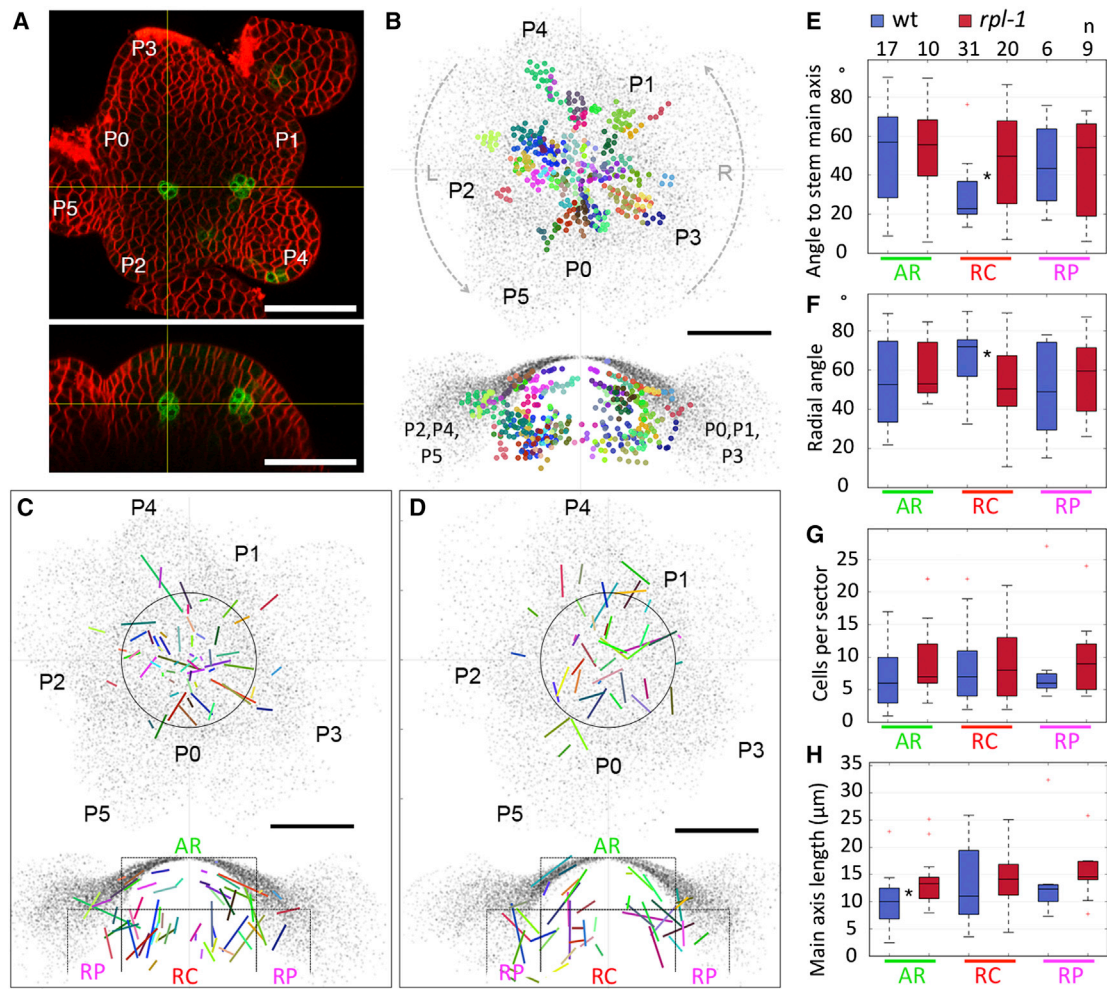 A
P3
P0
P1
P5
P2
P4
B
P4
P1
L
R
P2
P3
P0
P5
P2,P4,
P5
P0,P1,
P3
C
P4
P1
P2
P3
P0
P5
AR
RP
RC
RP
D
P4
P1
P2
P3
P0
P5
RP
RC
RP
E
wt
rpl-1
n
17 10 31 20 6 9
Angle to stem main axis
°
80
60
40
20
0
*
AR RC RP
F
Radial angle
°
80
60
40
20
0
*
AR RC RP
G
Cells per sector
25
20
15
10
5
0
AR RC RP
H
Main axis length (µm)
35
30
25
20
15
10
5
0
*
AR RC RP